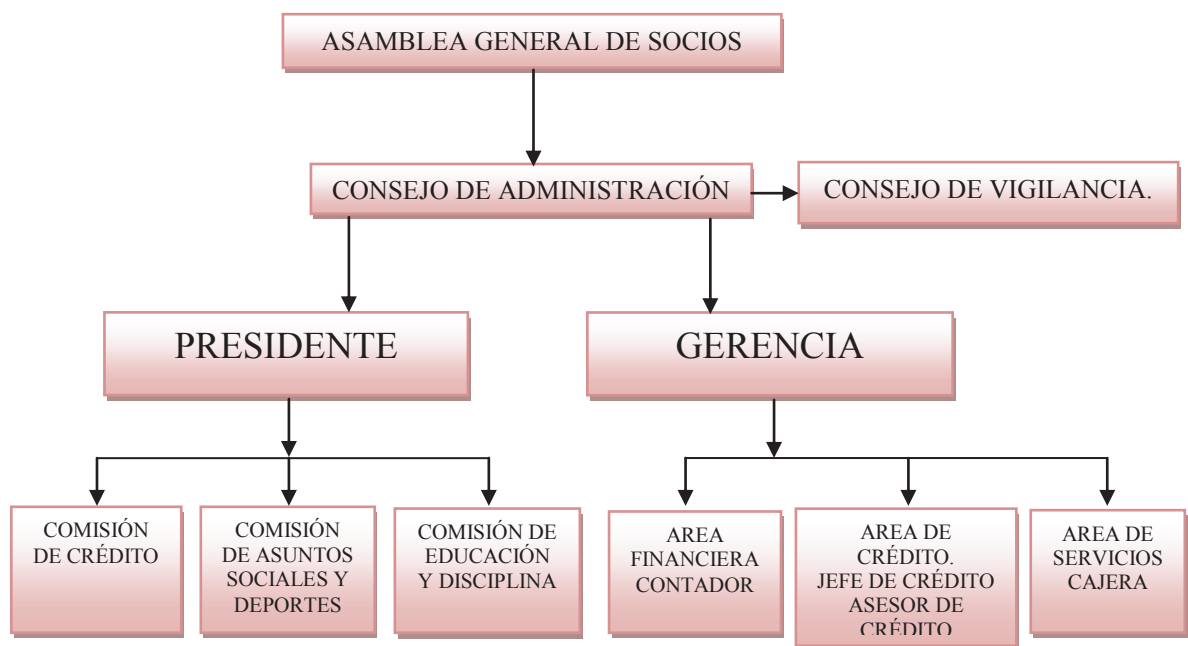 ASAMBLEA GENERAL DE SOCIOS
CONSEJO DE ADMINISTRACIÓN
CONSEJO DE VIGILANCIA.
PRESIDENTE
GERENCIA
COMISIÓN
DE CRÉDITO
COMISIÓN
DE ASUNTOS
SOCIALES Y
DEPORTES
COMISIÓN DE
EDUCACIÓN
Y DISCIPLINA
AREA
FINANCIERA
CONTADOR
AREA DE
CRÉDITO.
JEFE DE CRÉDITO
ASESOR DE
CRÉDITO
AREA DE
SERVICIOS
CAJERA